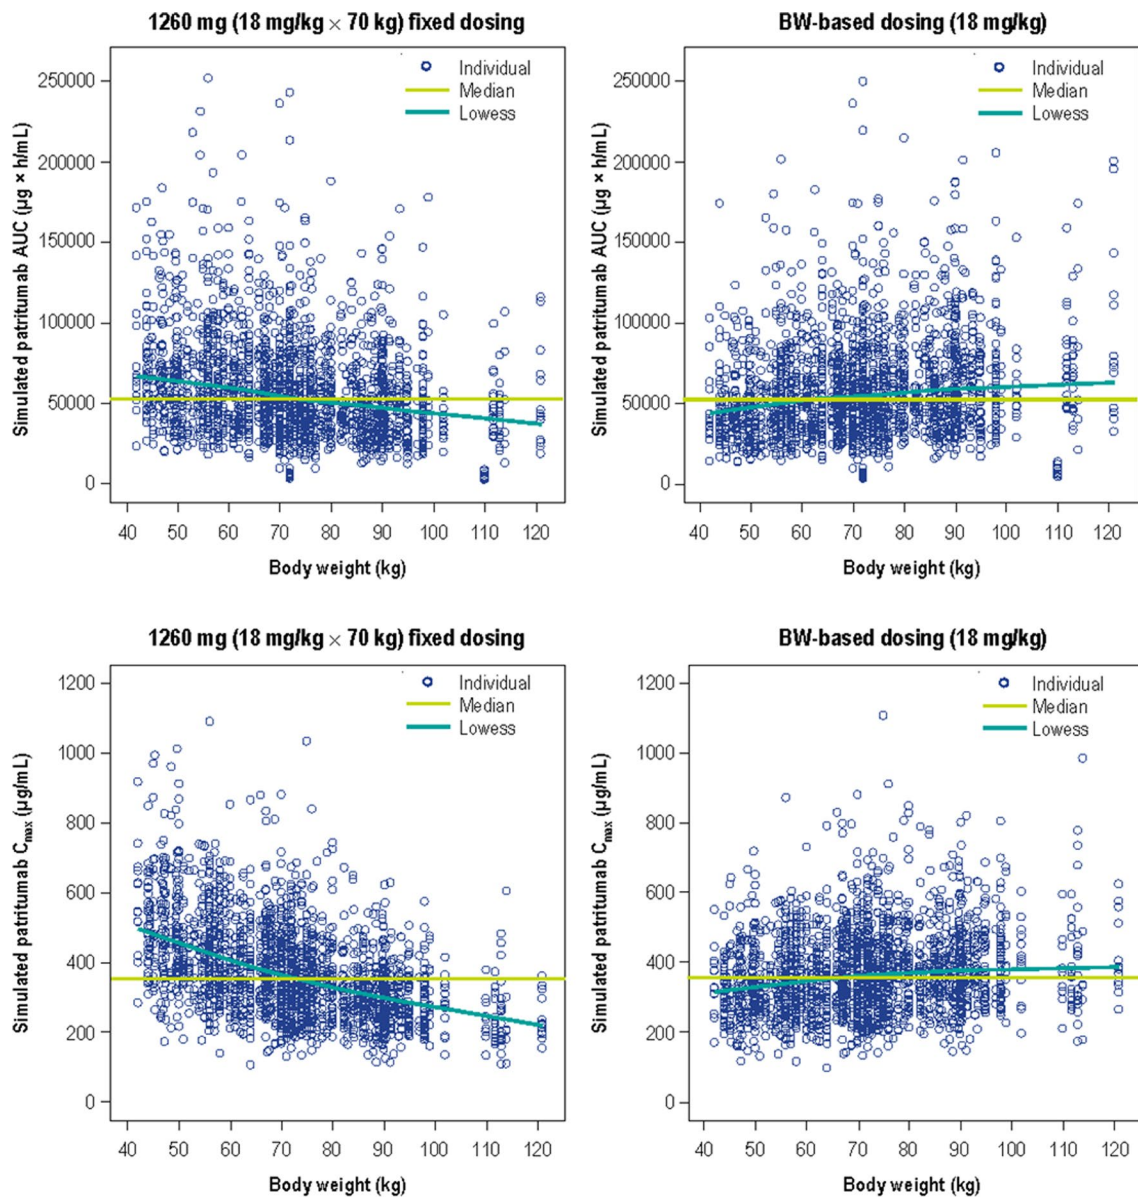 1260 mg (18 mg/kg × 70 kg) fixed dosing
Simulated patritumab AUC (µg × h/mL)
250000
200000
150000
100000
50000
0
Individual
Median
Lowess
40 50 60 70 80 90 100 110 120
Body weight (kg)
BW-based dosing (18 mg/kg)
Simulated patritumab AUC (µg × h/mL)
250000
200000
150000
100000
50000
0
Individual
Median
Lowess
40 50 60 70 80 90 100 110 120
Body weight (kg)
1260 mg (18 mg/kg × 70 kg) fixed dosing
Simulated patritumab Cmax (µg/mL)
1200
1000
800
600
400
200
0
Individual
Median
Lowess
40 50 60 70 80 90 100 110 120
Body weight (kg)
BW-based dosing (18 mg/kg)
Simulated patritumab Cmax (µg/mL)
1200
1000
800
600
400
200
0
Individual
Median
Lowess
40 50 60 70 80 90 100 110 120
Body weight (kg)